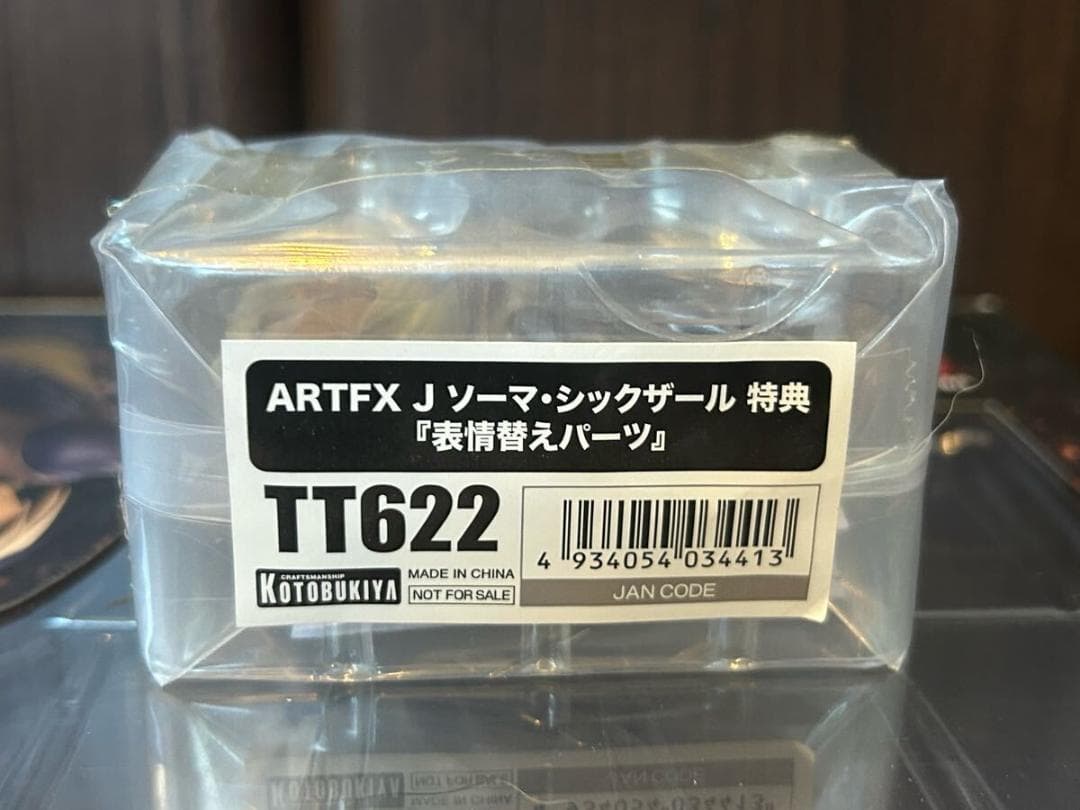 ARTFX J ソーマ・シックザール 特典
『表情替えパーツ』
TT622
4 934054 034413
JAN CODE
CRAFTSMANSHIP
KOTOBUKIYA
MADE IN CHINA
NOT FOR SALE